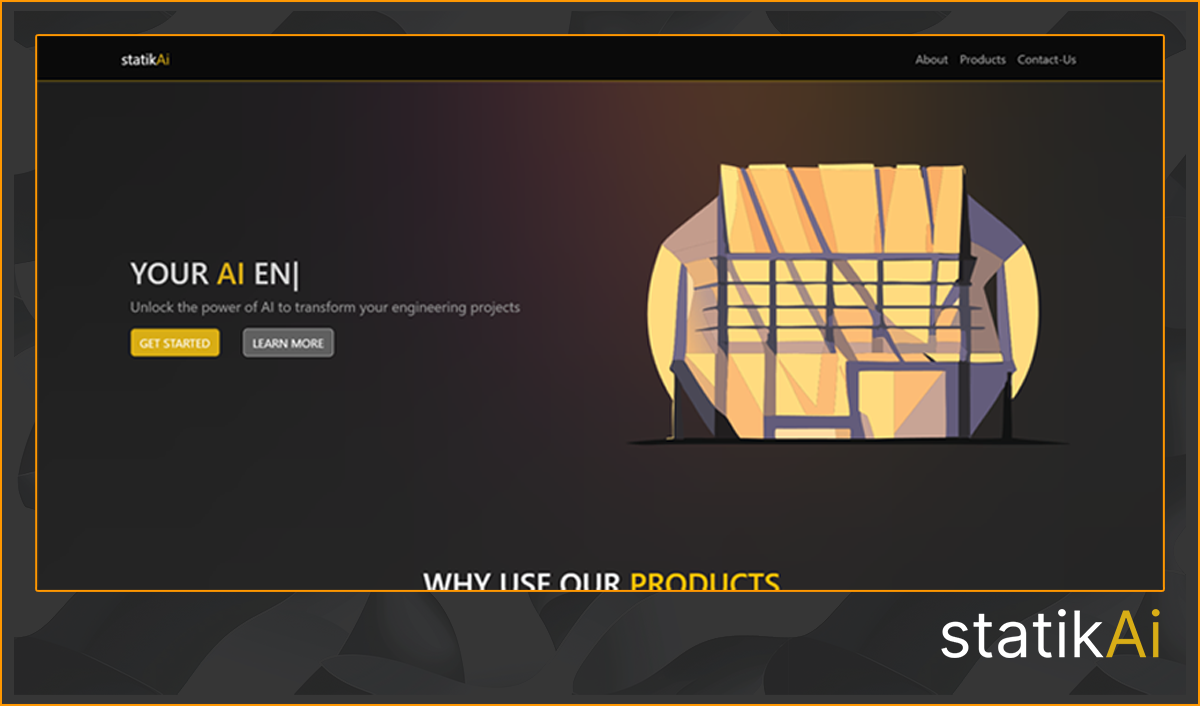 statikAi
About Products Contact-Us
YOUR AI EN|
Unlock the power of AI to transform your engineering projects
GET STARTED LEARN MORE
WHY USE OUR PRODUCTS
statikAi